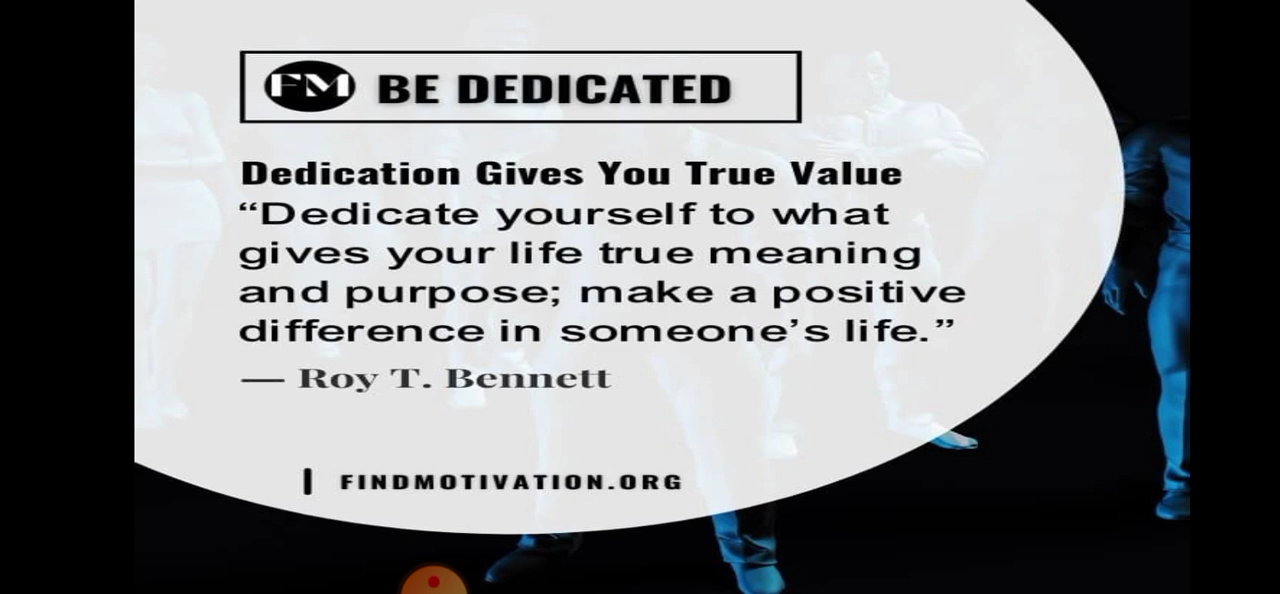 FM BE DEDICATED
Dedication Gives You True Value
“Dedicate yourself to what
gives your life true meaning
and purpose; make a positive
difference in someone’s life.”
— Roy T. Bennett
FINDMOTIVATION.ORG